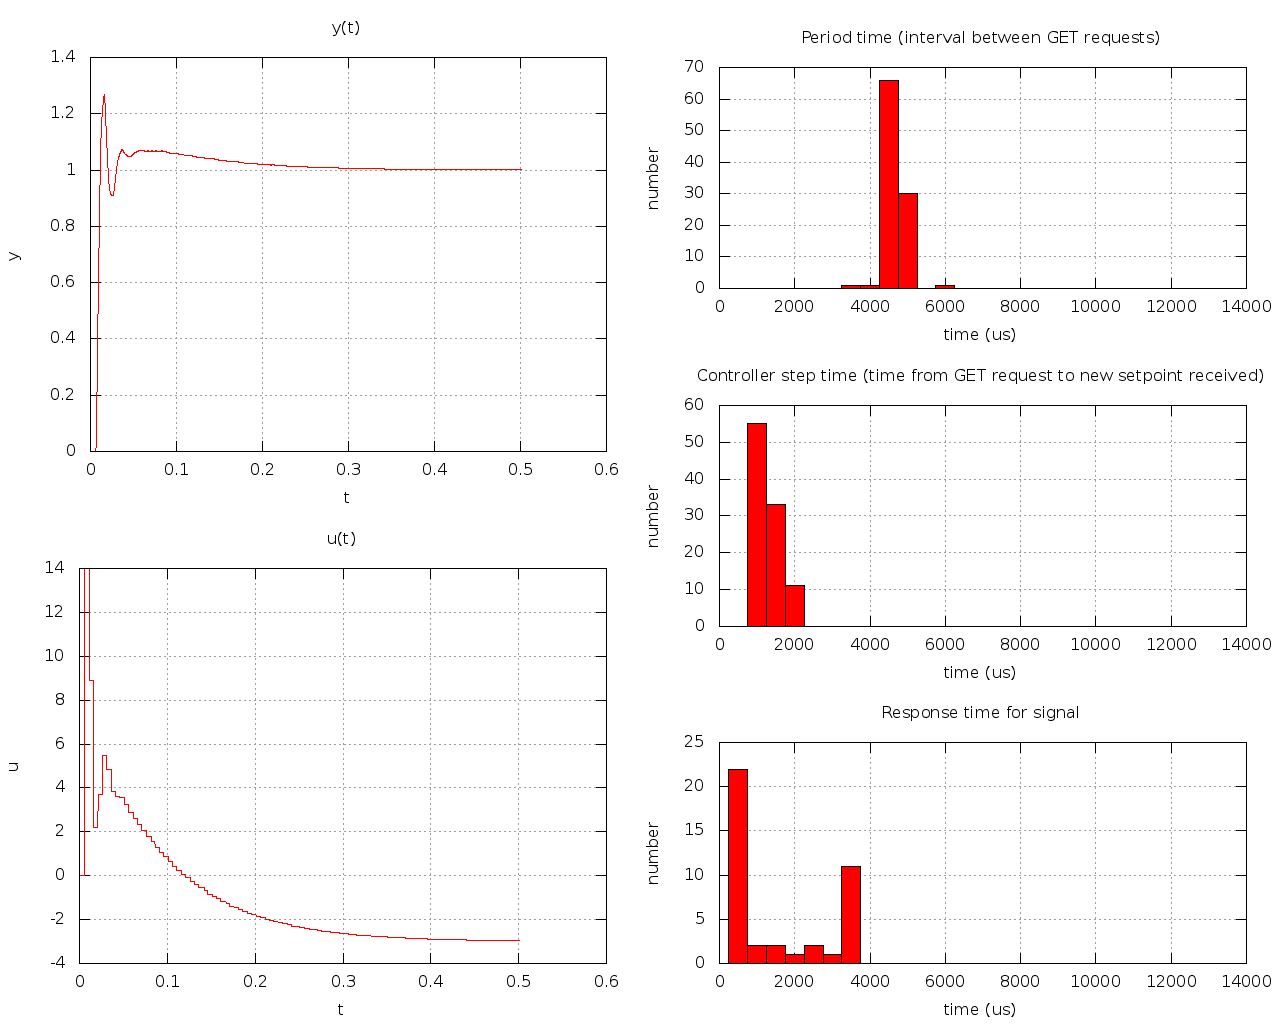 y(t)
1.4
1.2
1
0.8
0.6
0.4
0.2
0
y
0 0.1 0.2 0.3 0.4 0.5 0.6
t
u(t)
14
12
10
8
6
4
2
0
-2
-4
u
0 0.1 0.2 0.3 0.4 0.5 0.6
t
Period time (interval between GET requests)
70
60
50
40
30
20
10
0
number
0 2000 4000 6000 8000 10000 12000 14000
time (us)
Controller step time (time from GET request to new setpoint received)
60
50
40
30
20
10
0
number
0 2000 4000 6000 8000 10000 12000 14000
time (us)
Response time for signal
25
20
15
10
5
0
number
0 2000 4000 6000 8000 10000 12000 14000
time (us)